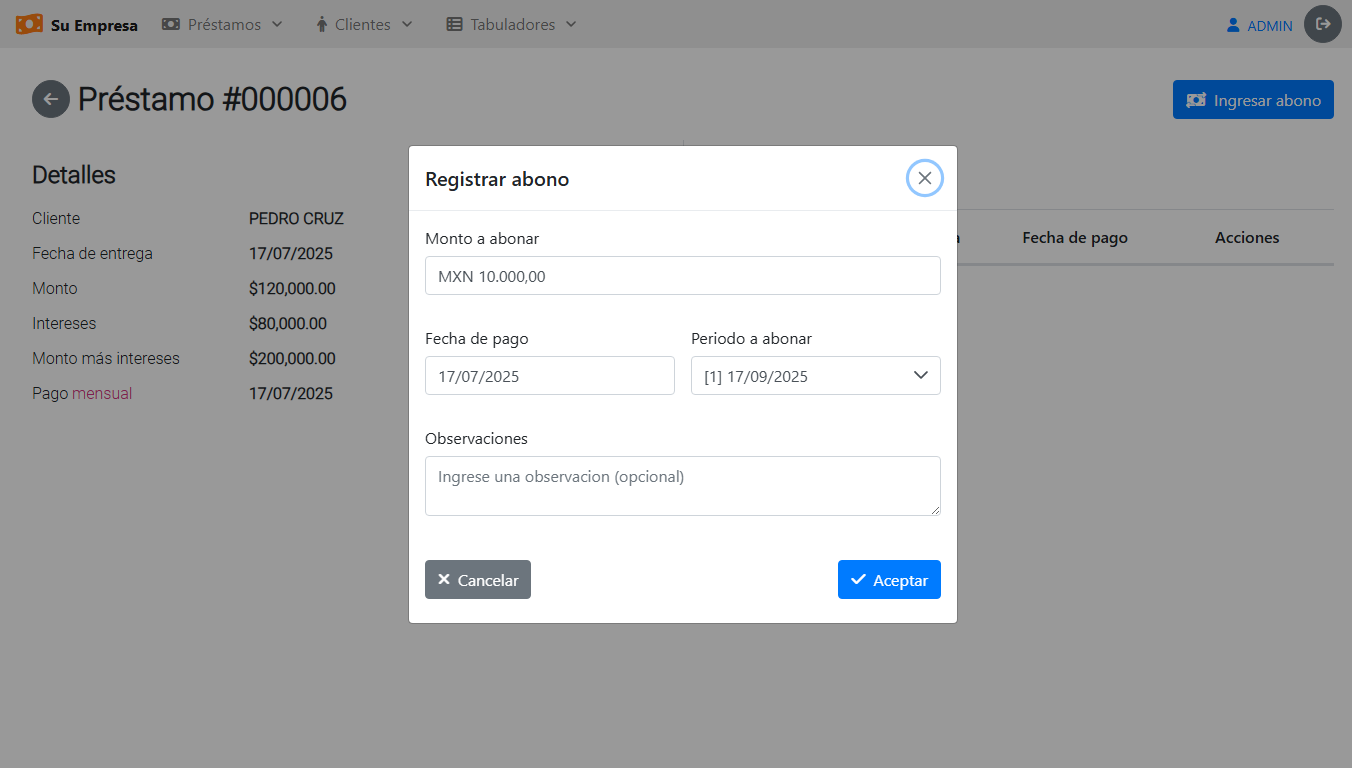 Su Empresa Préstamos Clientes Tabuladores ADMIN
Préstamo #000006 Ingresar abono
Detalles
Cliente PEDRO CRUZ
Fecha de entrega 17/07/2025
Monto $120,000.00
Intereses $80,000.00
Monto más intereses $200,000.00
Pago mensual 17/07/2025
Registrar abono
Monto a abonar
MXN 10.000,00
Fecha de pago Periodo a abonar
17/07/2025 [1] 17/09/2025
Observaciones
Ingrese una observacion (opcional)
Cancelar Aceptar
Fecha de pago Acciones